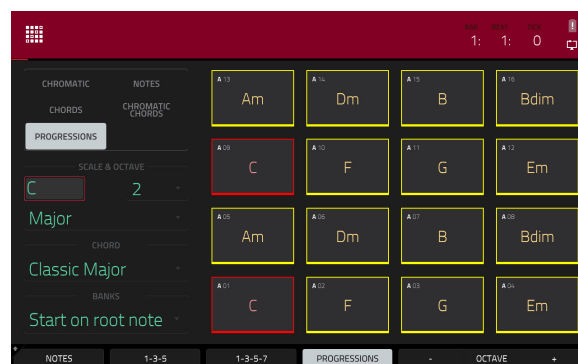 BAR BEAT TICK
1: 1: 0
CHROMATIC NOTES
CHORDS CHROMATIC CHORDS
PROGRESSIONS
SCALE & OCTAVE
C 2
Major
CHORD
Classic Major
BANKS
Start on root note
A 13 A 14 A 15 A 16
Am Dm B Bdim
A 09 A 10 A 11 A 12
C F G Em
A 05 A 06 A 07 A 08
Am Dm B Bdim
A 01 A 02 A 03 A 04
C F G Em
NOTES 1-3-5 1-3-5-7 PROGRESSIONS - OCTAVE +